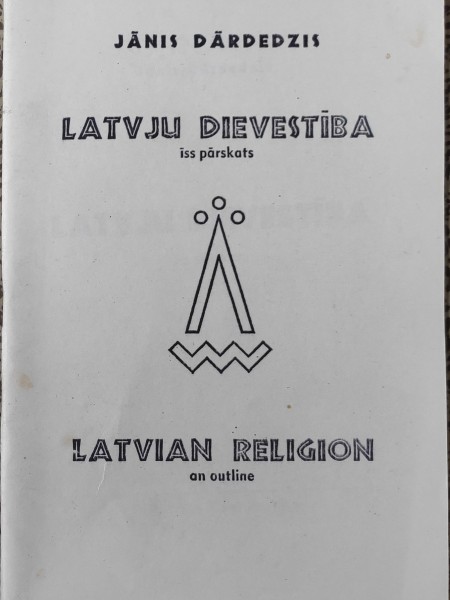 JĀNIS DĀRDEDZIS
LATVJU DIEVESTĪBA
īss pārskats
LATVIAN RELIGION
an outline